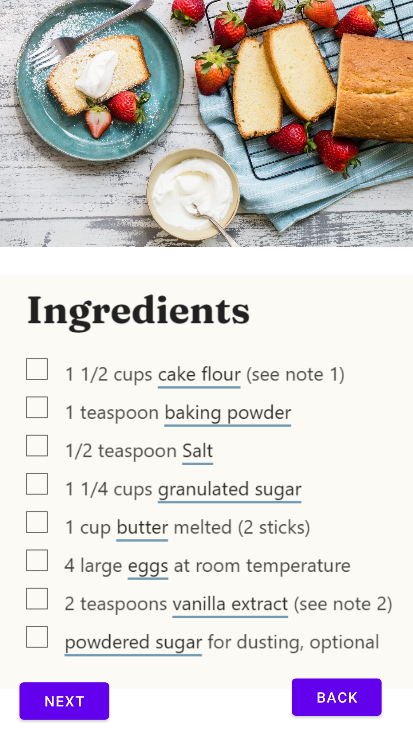 Ingredients
1 1/2 cups cake flour (see note 1)
1 teaspoon baking powder
1/2 teaspoon Salt
1 1/4 cups granulated sugar
1 cup butter melted (2 sticks)
4 large eggs at room temperature
2 teaspoons vanilla extract (see note 2)
powdered sugar for dusting, optional
NEXT
BACK